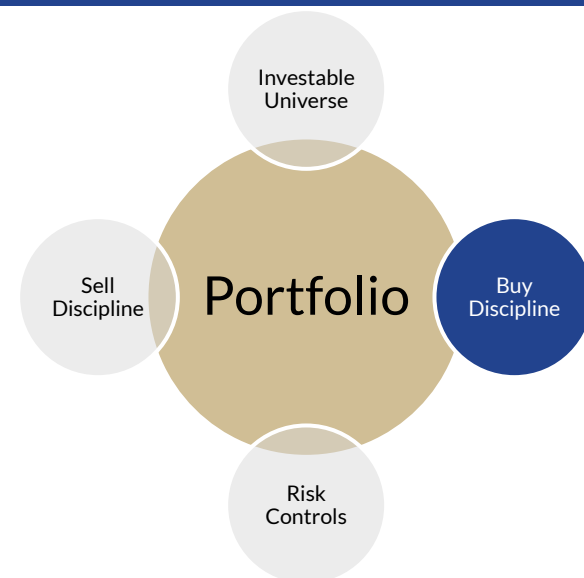 Investable
Universe
Sell
Discipline
Portfolio
Buy
Discipline
Risk
Controls